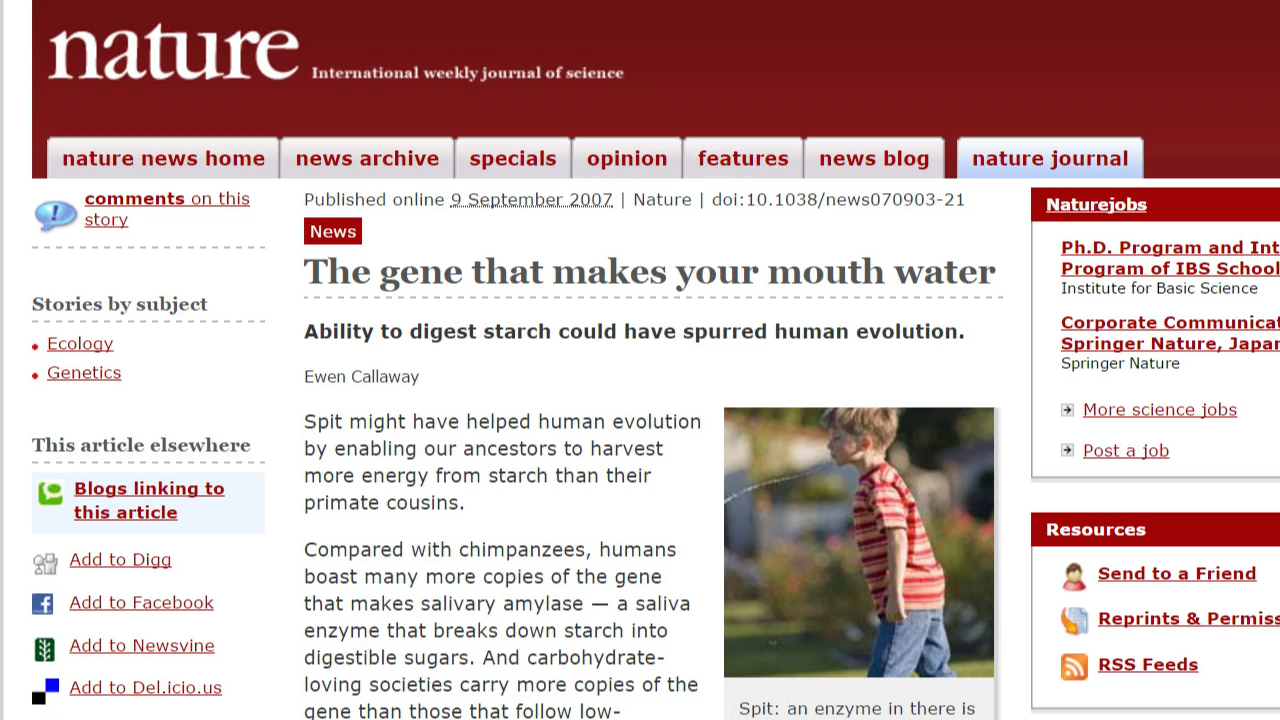 nature International weekly journal of science
nature news home news archive specials opinion features news blog nature journal
comments on this
story
Stories by subject
Ecology
Genetics
This article elsewhere
Blogs linking to
this article
Add to Digg
Add to Facebook
Add to Newsvine
Add to Del.icio.us
Published online 9 September 2007 | Nature | doi:10.1038/news070903-21
News
The gene that makes your mouth water
Ability to digest starch could have spurred human evolution.
Ewen Callaway
Spit might have helped human evolution
by enabling our ancestors to harvest
more energy from starch than their
primate cousins.
Compared with chimpanzees, humans
boast many more copies of the gene
that makes salivary amylase — a saliva
enzyme that breaks down starch into
digestible sugars. And carbohydrate-
loving societies carry more copies of the
gene than those that follow low-
Spit: an enzyme in there is
Naturejobs
Ph.D. Program and Int
Program of IBS School
Institute for Basic Science
Corporate Communicat
Springer Nature, Japan
Springer Nature
More science jobs
Post a job
Resources
Send to a Friend
Reprints & Permiss
RSS Feeds